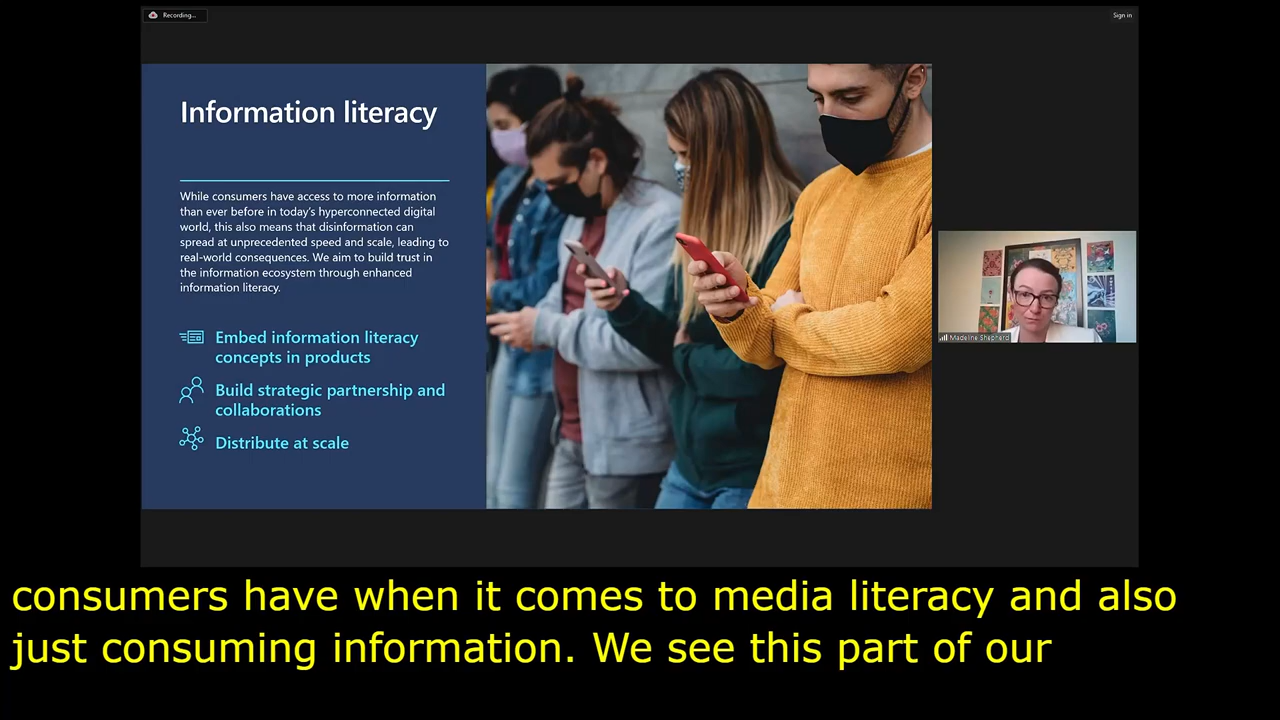 Recording...
Sign in
Information literacy
While consumers have access to more information
than ever before in today's hyperconnected digital
world, this also means that disinformation can
spread at unprecedented speed and scale, leading to
real-world consequences. We aim to build trust in
the information ecosystem through enhanced
information literacy.
Embed information literacy
concepts in products
Build strategic partnership and
collaborations
Distribute at scale
Madeline Shepherd
consumers have when it comes to media literacy and also
just consuming information. We see this part of our